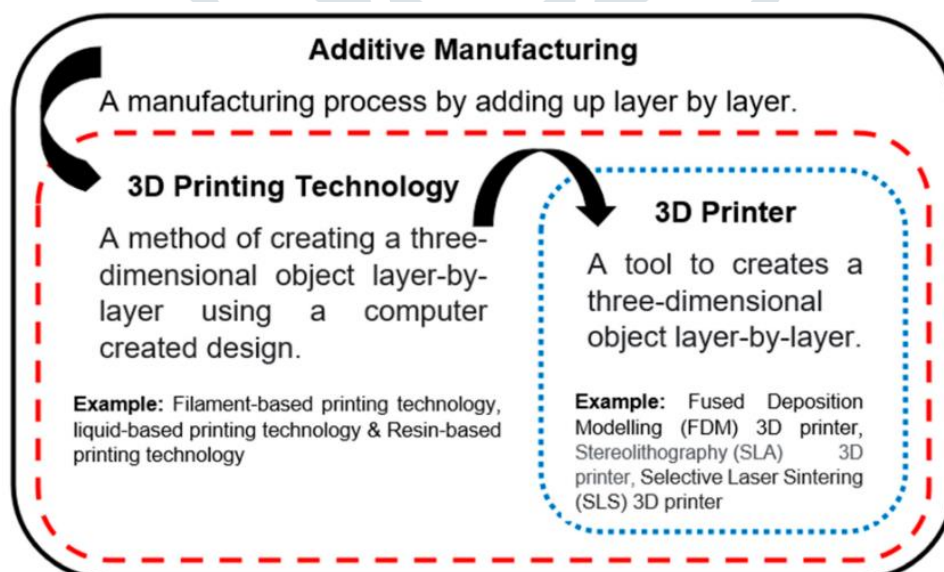 Additive Manufacturing
A manufacturing process by adding up layer by layer.
3D Printing Technology
A method of creating a three-
dimensional object layer-by-
layer using a computer
created design.
Example: Filament-based printing technology,
liquid-based printing technology & Resin-based
printing technology
3D Printer
A tool to creates a
three-dimensional
object layer-by-layer.
Example: Fused Deposition
Modelling (FDM) 3D printer,
Stereolithography (SLA) 3D
printer, Selective Laser Sintering
(SLS) 3D printer